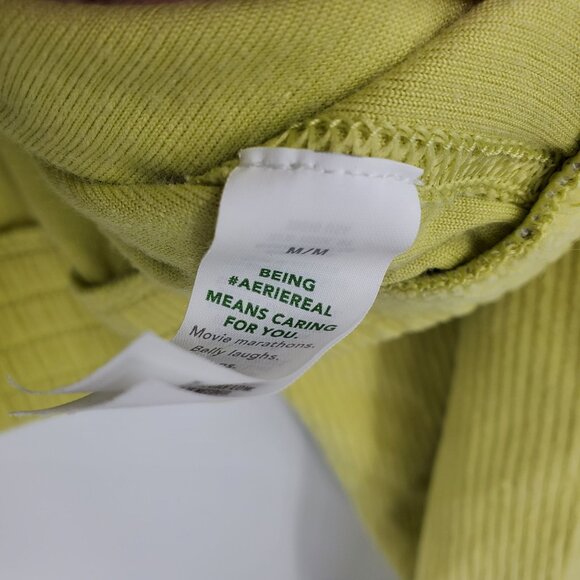 M/M
BEING
#AERIEREAL
MEANS CARING
FOR YOU.
Movie marathons.
Belly laughs.